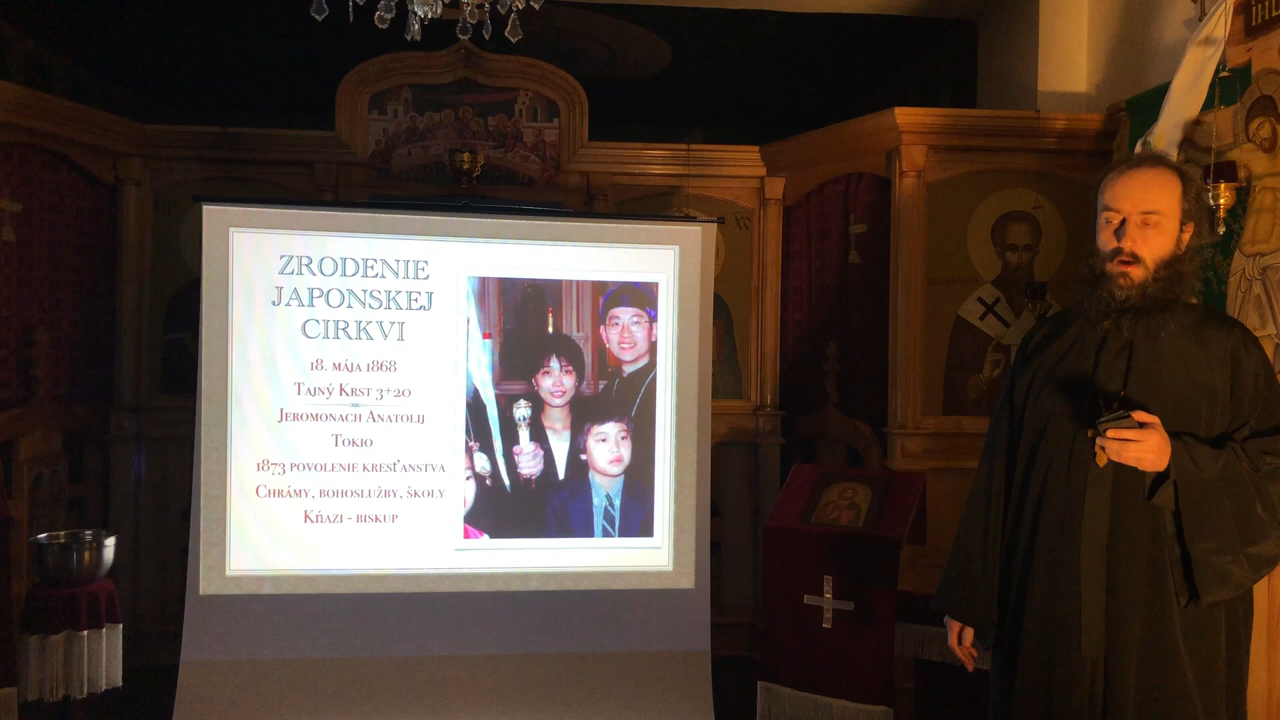 ZRODENIE
JAPONSKEJ
CIRKVI
18. MÁJA 1868
TAJNÝ KRST 3+20
JEROMONACH ANATOLIJ
TOKIO
1873 POVOLENIE KRESŤANSTVA
CHRÁMY, BOHOSLUŽBY, ŠKOLY
KŃAZI - BISKUP